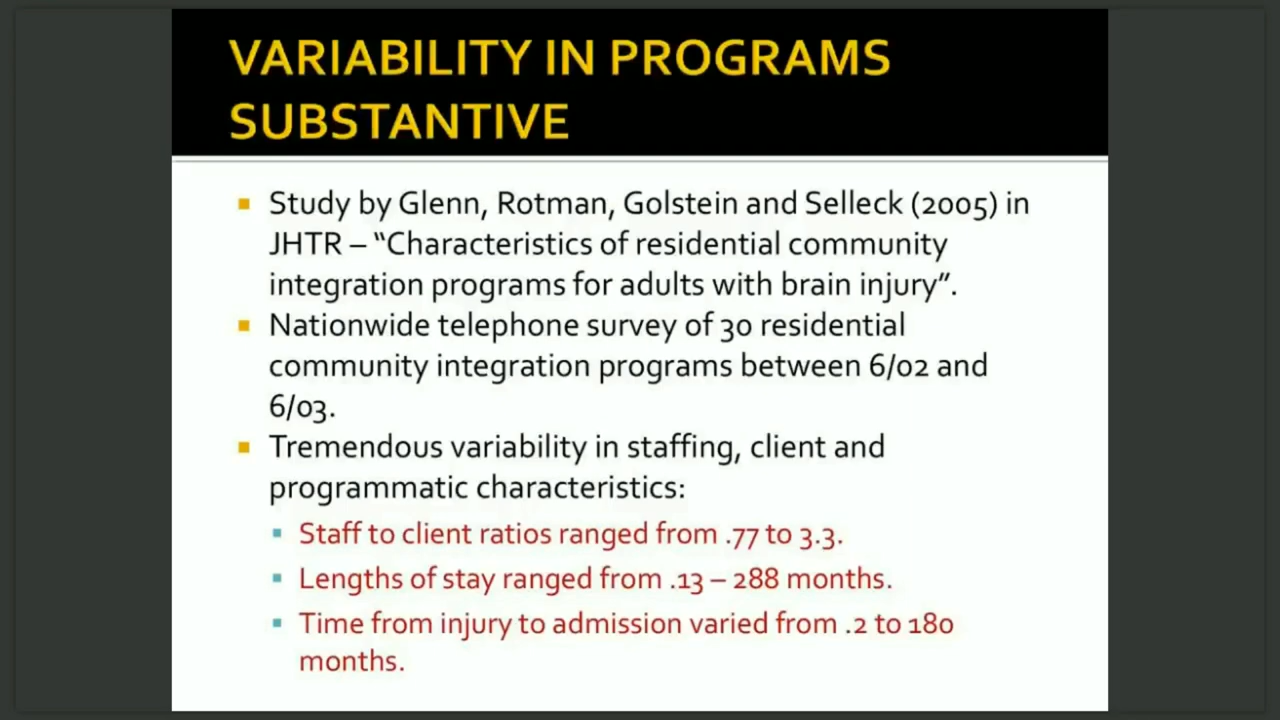 VARIABILITY IN PROGRAMS
SUBSTANTIVE
Study by Glenn, Rotman, Golstein and Selleck (2005) in
JHTR – “Characteristics of residential community
integration programs for adults with brain injury”.
Nationwide telephone survey of 30 residential
community integration programs between 6/02 and
6/03.
Tremendous variability in staffing, client and
programmatic characteristics:
Staff to client ratios ranged from .77 to 3.3.
Lengths of stay ranged from .13 – 288 months.
Time from injury to admission varied from .2 to 180
months.